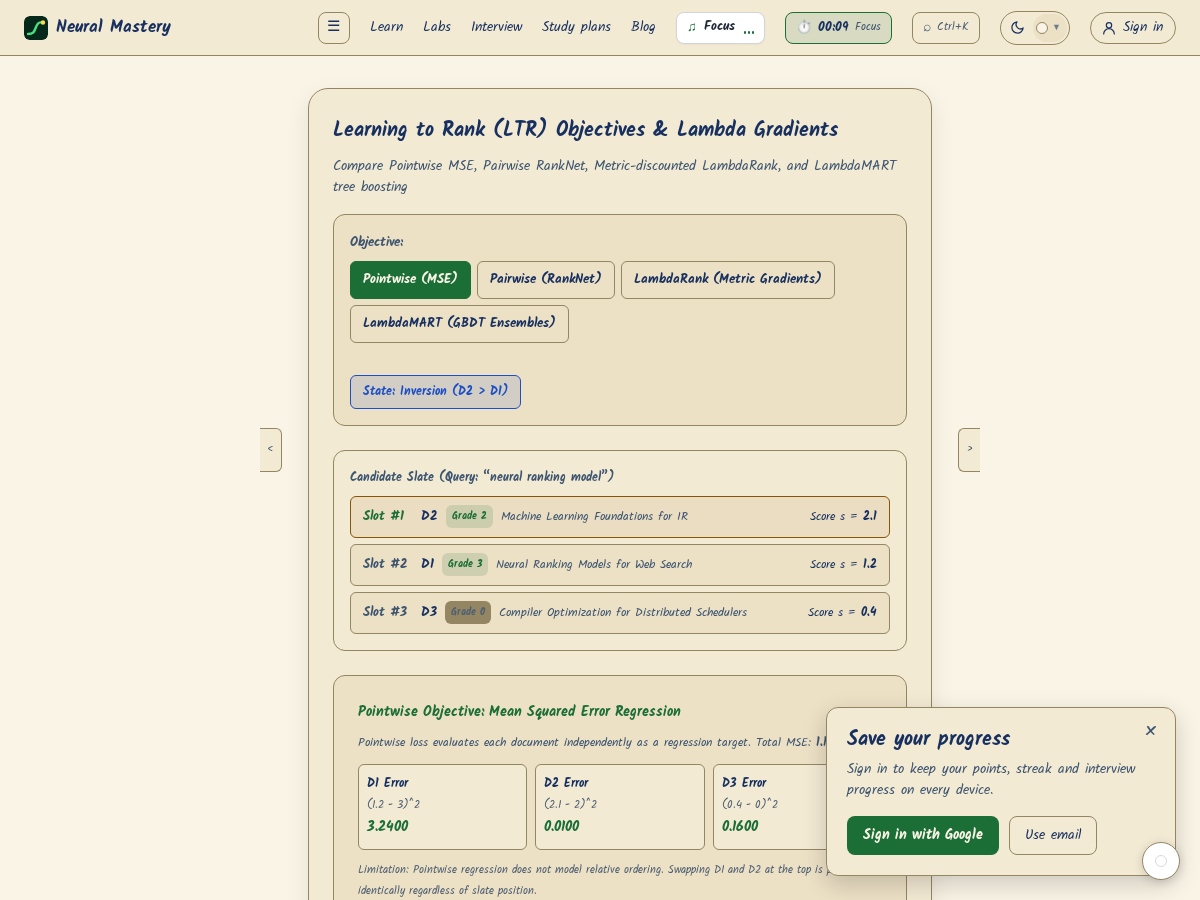 Neural Mastery
☰
Learn
Labs
Interview
Study plans
Blog
♫ Focus ...
⏱️ 00:09 Focus
⌕ Ctrl+K
▾
Sign in
Learning to Rank (LTR) Objectives & Lambda Gradients
Compare Pointwise MSE, Pairwise RankNet, Metric-discounted LambdaRank, and LambdaMART
tree boosting
Objective:
Pointwise (MSE)
Pairwise (RankNet)
LambdaRank (Metric Gradients)
LambdaMART (GBDT Ensembles)
State: Inversion (D2 > D1)
<
>
Candidate Slate (Query: “neural ranking model”)
Slot #1 D2 Grade 2 Machine Learning Foundations for IR Score s = 2.1
Slot #2 D1 Grade 3 Neural Ranking Models for Web Search Score s = 1.2
Slot #3 D3 Grade 0 Compiler Optimization for Distributed Schedulers Score s = 0.4
Pointwise Objective: Mean Squared Error Regression
Pointwise loss evaluates each document independently as a regression target. Total MSE:
D1 Error
(1.2 - 3)^2
3.2400
D2 Error
(2.1 - 2)^2
0.0100
D3 Error
(0.4 - 0)^2
0.1600
Limitation: Pointwise regression does not model relative ordering. Swapping D1 and D2 at the top is
identically regardless of slate position.
Save your progress
✕
Sign in to keep your points, streak and interview
progress on every device.
Sign in with Google
Use email